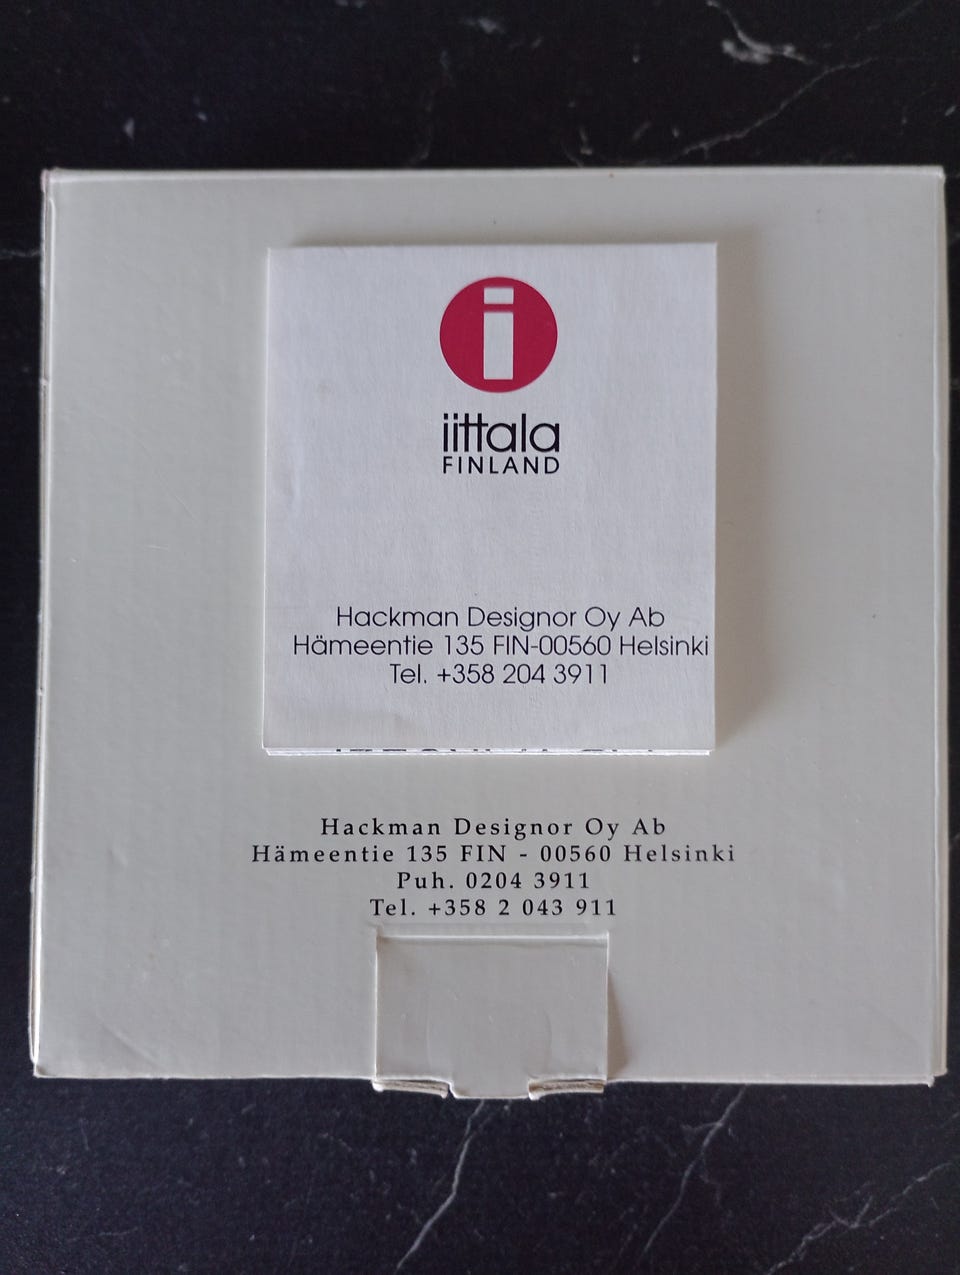 i
iittala
FINLAND
Hackman Designor Oy Ab
Hämeentie 135 FIN-00560 Helsinki
Tel. +358 204 3911
Hackman Designor Oy Ab
Hämeentie 135 FIN - 00560 Helsinki
Puh. 0204 3911
Tel. +358 2 043 911